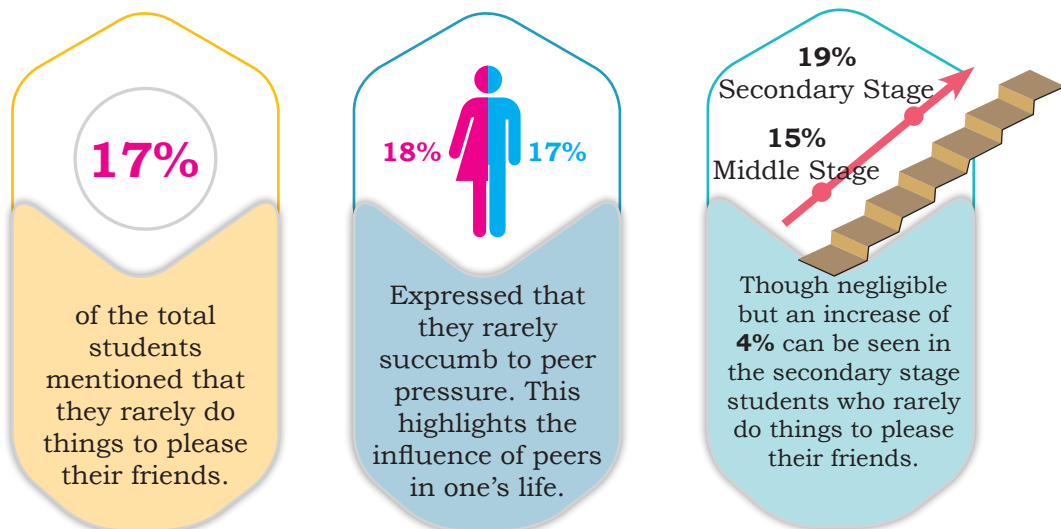 17%
of the total
students
mentioned that
they rarely do
things to please
their friends.
18%
17%
Expressed that
they rarely
succumb to peer
pressure. This
highlights the
influence of peers
in one’s life.
19%
Secondary Stage
15%
Middle Stage
Though negligible
but an increase of
4% can be seen in
the secondary stage
students who rarely
do things to please
their friends.